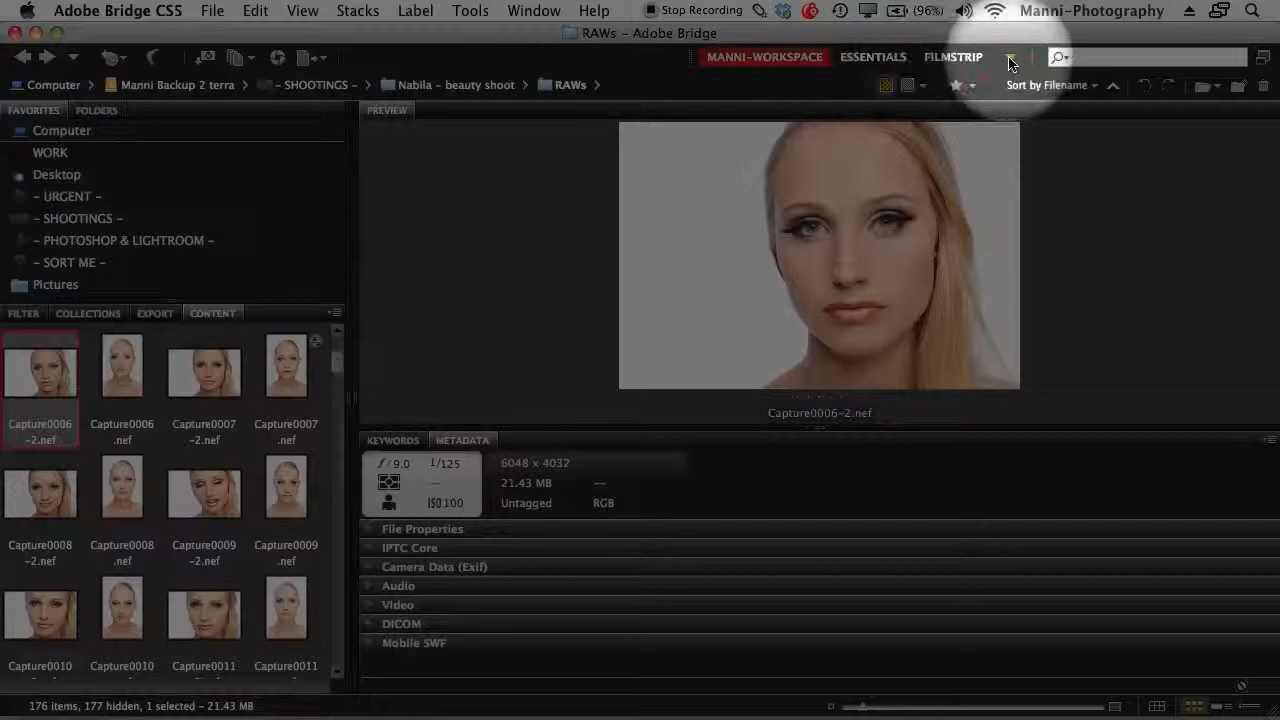 Adobe Bridge CS5 File Edit View Stacks Label Tools Window Help Stop Recording (96%) Manni-Photography
RAWs – Adobe Bridge
MANNI-WORKSPACE ESSENTIALS FILMSTRIP
Computer Manni Backup 2 terra - SHOOTINGS - Nabila - beauty shoot RAWs Sort by Filename
FAVORITES FOLDERS
PREVIEW
Computer
WORK
Desktop
- URGENT -
- SHOOTINGS -
- PHOTOSHOP & LIGHTROOM -
- SORT ME -
Pictures
FILTER COLLECTIONS EXPORT CONTENT
Capture0006
-2.nef
Capture0006
.nef
Capture0007
-2.nef
Capture0007
.nef
Capture0008
-2.nef
Capture0008
.nef
Capture0009
-2.nef
Capture0009
.nef
Capture0010
Capture0010
Capture0011
Capture0011
Capture0006-2.nef
KEYWORDS METADATA
f/9.0 1/125
--
ISO100
6048 x 4032
21.43 MB --
Untagged RGB
File Properties
IPTC Core
Camera Data (Exif)
Audio
Video
DICOM
Mobile SWF
176 items, 177 hidden, 1 selected - 21.43 MB